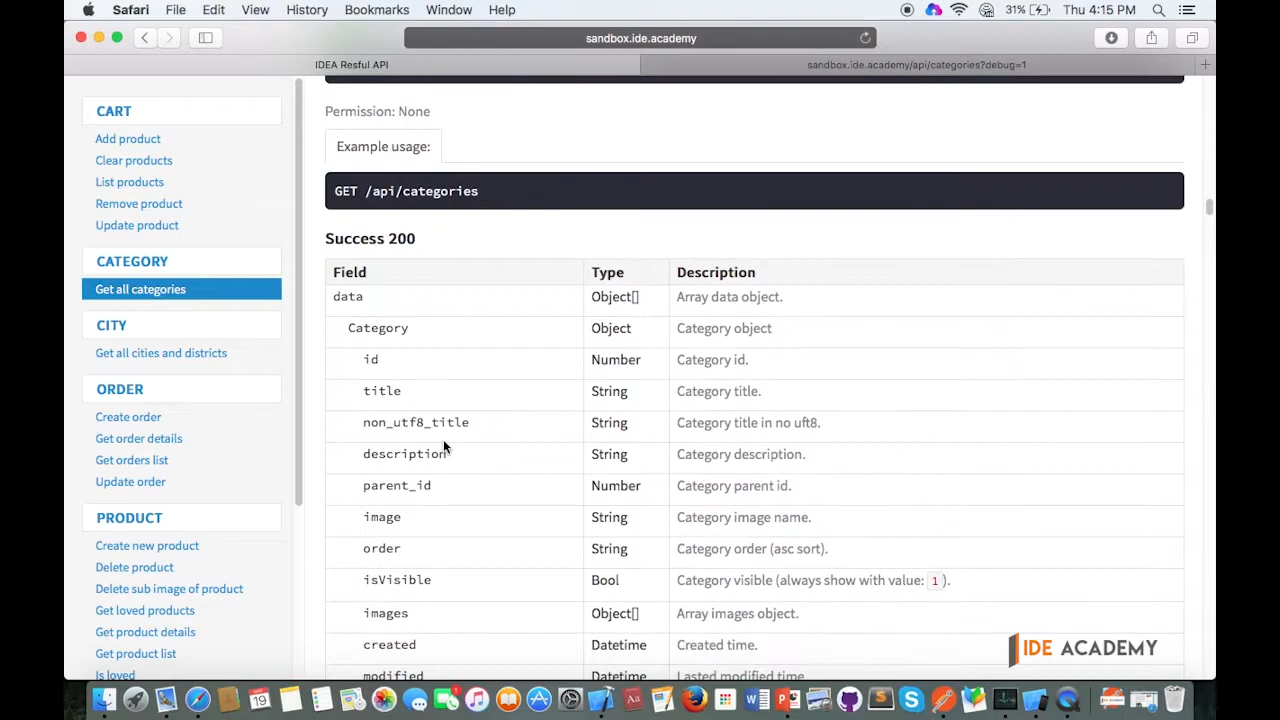 Safari File Edit View History Bookmarks Window Help 31% Thu 4:15 PM
sandbox.ide.academy
IDEA Resful API
sandbox.ide.academy/api/categories?debug=1
CART
Add product
Clear products
List products
Remove product
Update product
CATEGORY
Get all categories
CITY
Get all cities and districts
ORDER
Create order
Get order details
Get orders list
Update order
PRODUCT
Create new product
Delete product
Delete sub image of product
Get loved products
Get product details
Get product list
Is loved
Permission: None
Example usage:
GET /api/categories
Success 200
Field Type Description
data Object[] Array data object.
Category Object Category object
id Number Category id.
title String Category title.
non_utf8_title String Category title in no uft8.
description String Category description.
parent_id Number Category parent id.
image String Category image name.
order String Category order (asc sort).
isVisible Bool Category visible (always show with value: 1 ).
images Object[] Array images object.
created Datetime Created time.
modified Datetime Lasted modified time
IDE ACADEMY